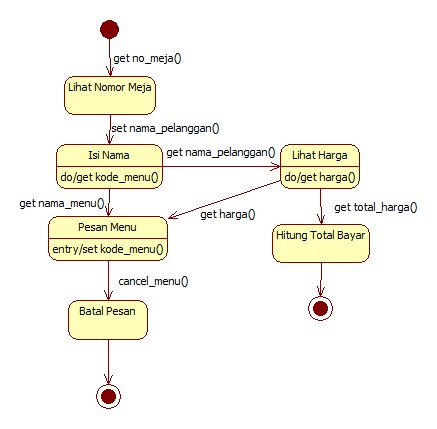 get no_meja()
Lihat Nomor Meja
set nama_pelanggan()
Isi Nama
do/get kode_menu()
get nama_pelanggan()
Lihat Harga
do/get harga()
get nama_menu()
get harga()
get total_harga()
Pesan Menu
entry/set kode_menu()
Hitung Total Bayar
cancel_menu()
Batal Pesan